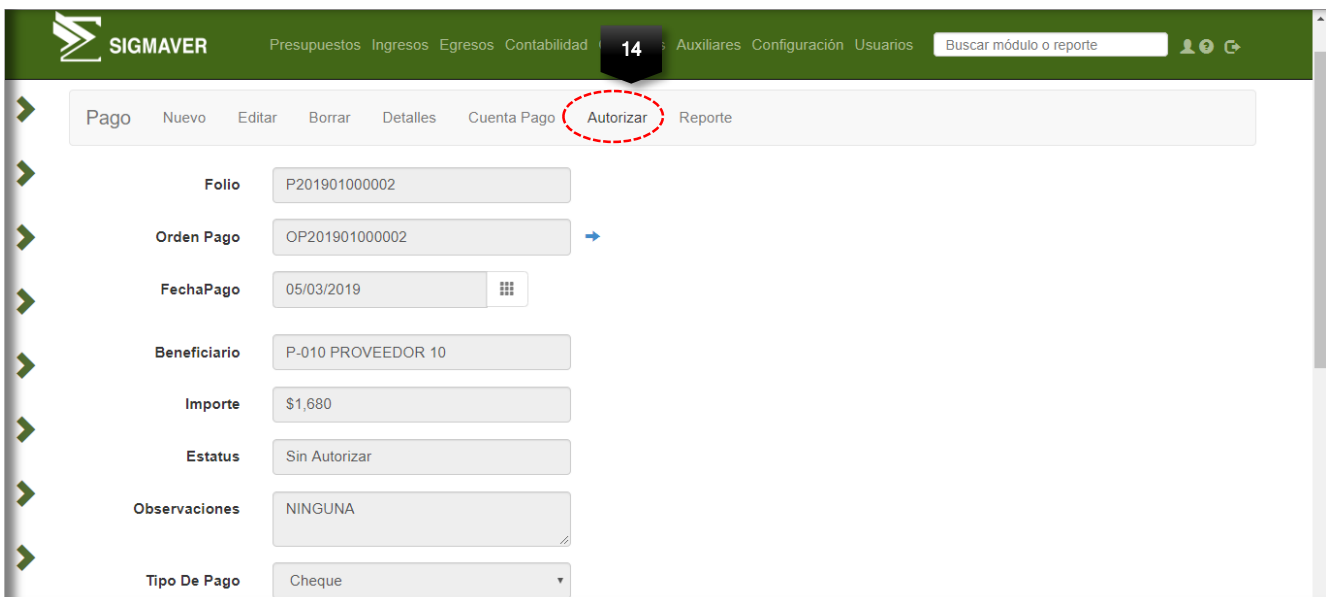 SIGMAVER
Presupuestos Ingresos Egresos Contabilidad s Auxiliares Configuración Usuarios
Buscar módulo o reporte
14
Pago Nuevo Editar Borrar Detalles Cuenta Pago Autorizar Reporte
Folio P201901000002
Orden Pago OP201901000002
FechaPago 05/03/2019
Beneficiario P-010 PROVEEDOR 10
Importe $1,680
Estatus Sin Autorizar
Observaciones NINGUNA
Tipo De Pago Cheque